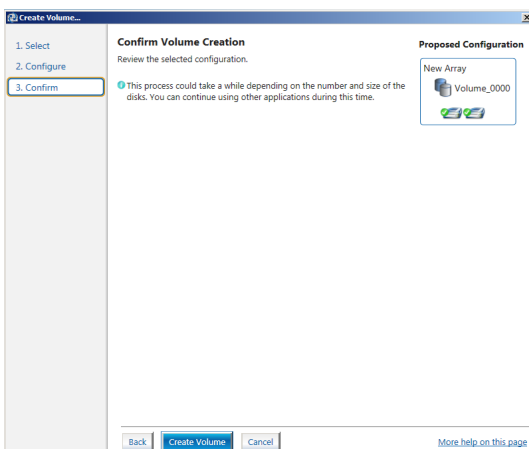 Create Volume...
1. Select
2. Configure
3. Confirm
Confirm Volume Creation
Review the selected configuration.
This process could take a while depending on the number and size of the
disks. You can continue using other applications during this time.
Proposed Configuration
New Array
Volume_0000
Back
Create Volume
Cancel
More help on this page